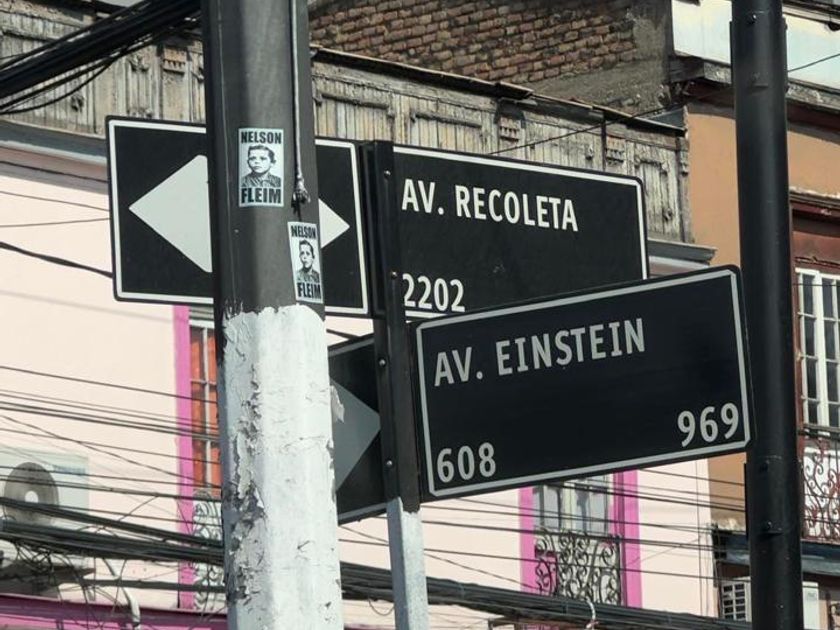 NELSON
FLEIM
NELSON
FLEIM
AV. RECOLETA
2202
AV. EINSTEIN
608 969